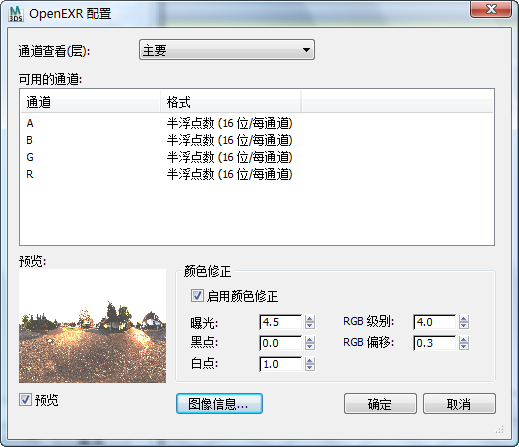 OpenEXR 配置
通道查看(层): 主要
可用的通道:
通道 格式
A 半浮点数 (16 位/每通道)
B 半浮点数 (16 位/每通道)
G 半浮点数 (16 位/每通道)
R 半浮点数 (16 位/每通道)
预览:
颜色修正
启用颜色修正
曝光: 4.5 RGB 级别: 4.0
黑点: 0.0 RGB 偏移: 0.3
白点: 1.0
预览 图像信息... 确定 取消